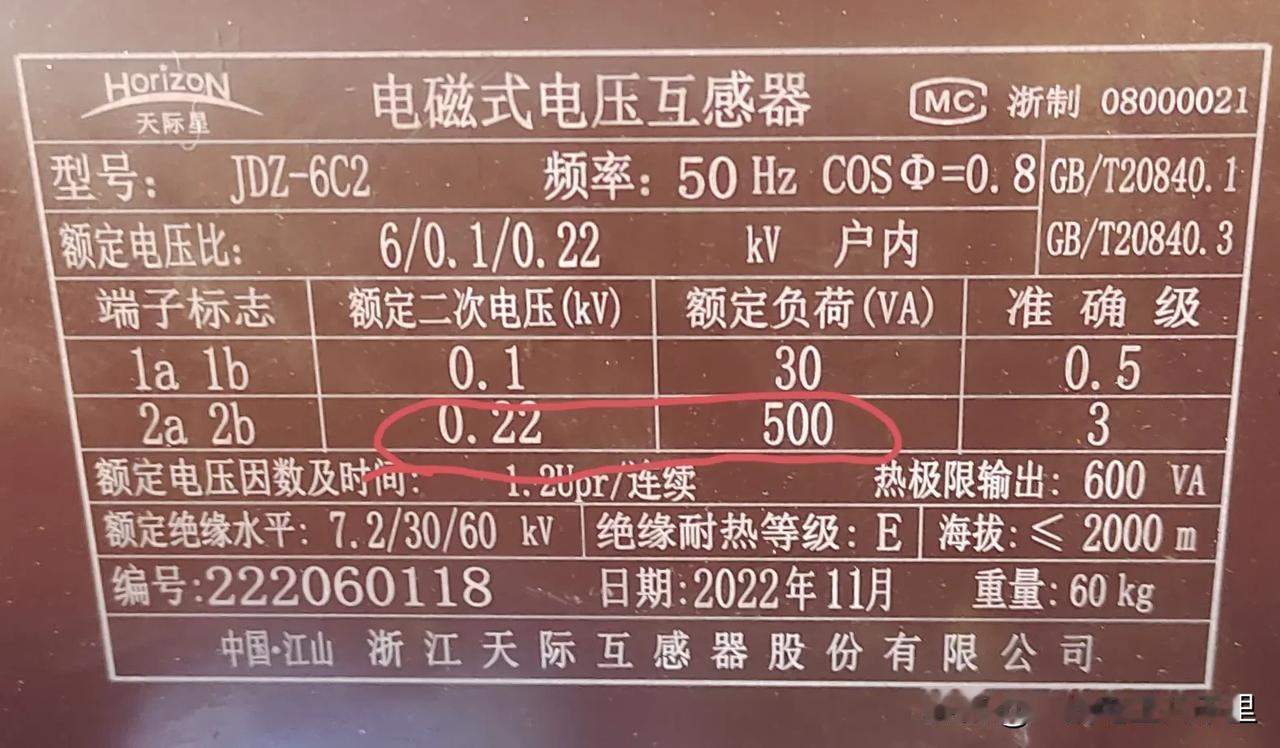 HorizoN
天际星
电磁式电压互感器
MC 浙制 08000021
型号: JDZ-6C2 频率: 50 Hz COSΦ=0.8 GB/T20840.1
额定电压比: 6/0.1/0.22 kV 户内 GB/T20840.3
端子标志 额定二次电压(kV) 额定负荷(VA) 准确级
1a 1b 0.1 30 0.5
2a 2b 0.22 500 3
额定电压因数及时间: 1.2Upr/连续 热极限输出: 600 VA
额定绝缘水平: 7.2/30/60 kV 绝缘耐热等级: E 海拔: ≤ 2000 m
编号:222060118 日期:2022年11月 重量: 60 kg
中国·江山 浙江天际互感器股份有限公司